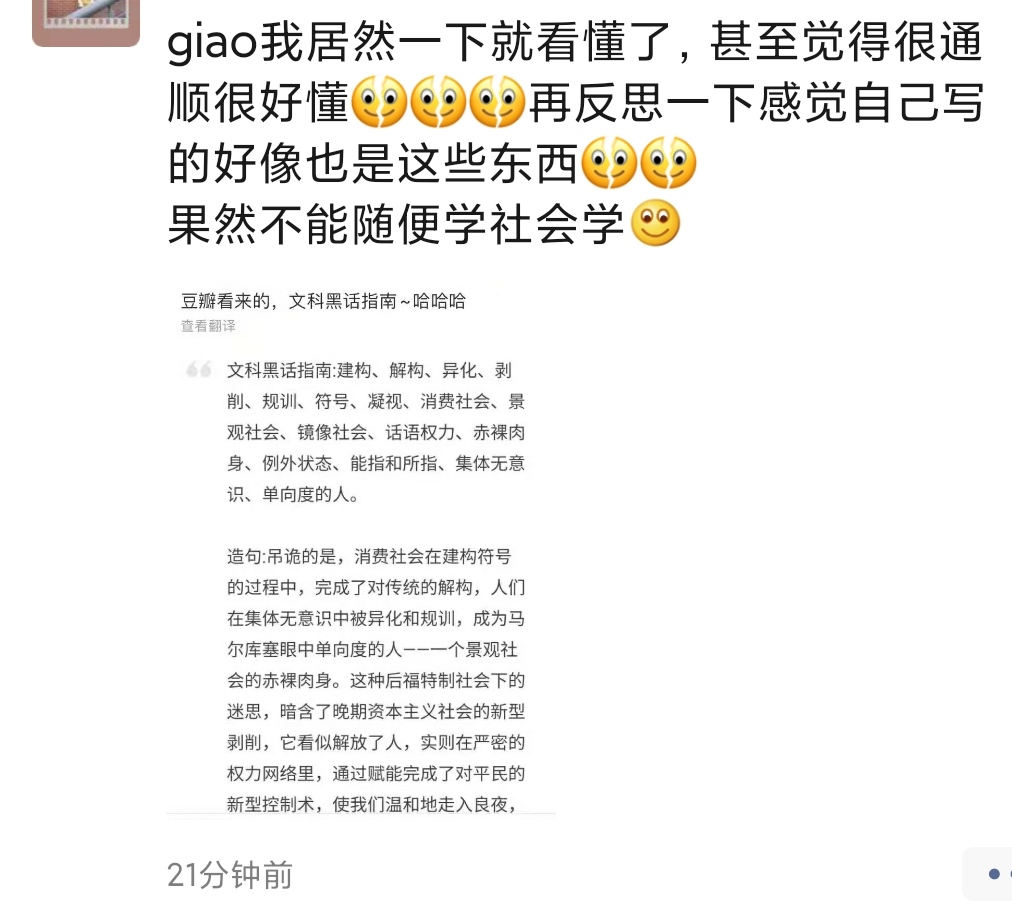 giao我居然一下就看懂了，甚至觉得很通
顺很好懂再反思一下感觉自己写
的好像也是这些东西
果然不能随便学社会学
豆瓣看来的，文科黑话指南~哈哈哈
查看翻译
文科黑话指南:建构、解构、异化、剥
削、规训、符号、凝视、消费社会、景
观社会、镜像社会、话语权力、赤裸肉
身、例外状态、能指和所指、集体无意
识、单向度的人。
造句:吊诡的是，消费社会在建构符号
的过程中，完成了对传统的解构，人们
在集体无意识中被异化和规训，成为马
尔库塞眼中单向度的人——一个景观社
会的赤裸肉身。这种后福特制社会下的
迷思，暗含了晚期资本主义社会的新型
剥削，它看似解放了人，实则在严密的
权力网络里，通过赋能完成了对平民的
新型控制术，使我们温和地走入良夜，
21分钟前